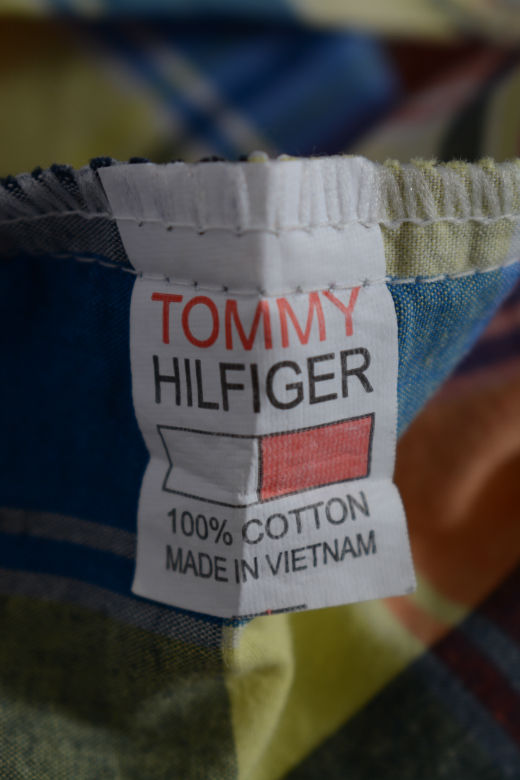 TOMMY
HILFIGER
100% COTTON
MADE IN VIETNAM